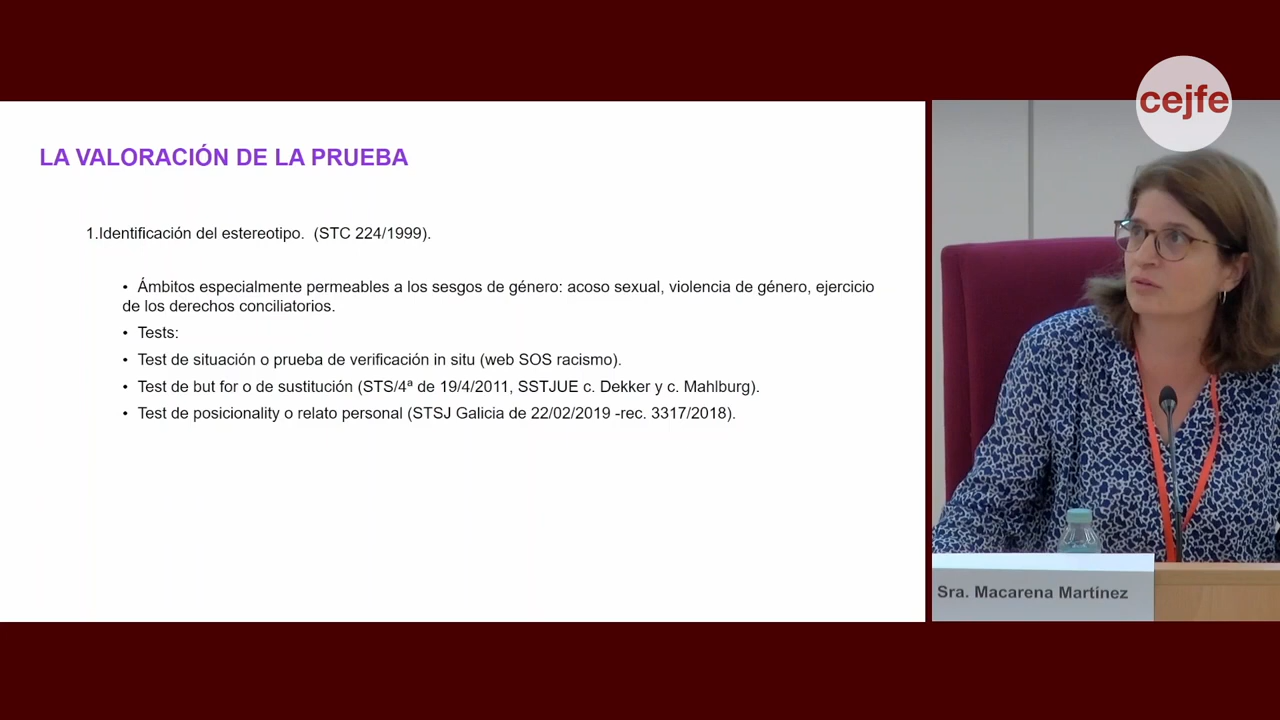 cejfe
LA VALORACIÓN DE LA PRUEBA
1.Identificación del estereotipo. (STC 224/1999).
• Ámbitos especialmente permeables a los sesgos de género: acoso sexual, violencia de género, ejercicio
de los derechos conciliatorios.
• Tests:
• Test de situación o prueba de verificación in situ (web SOS racismo).
• Test de but for o de sustitución (STS/4ª de 19/4/2011, SSTJUE c. Dekker y c. Mahlburg).
• Test de posicionality o relato personal (STSJ Galicia de 22/02/2019 -rec. 3317/2018).
Sra. Macarena Martínez